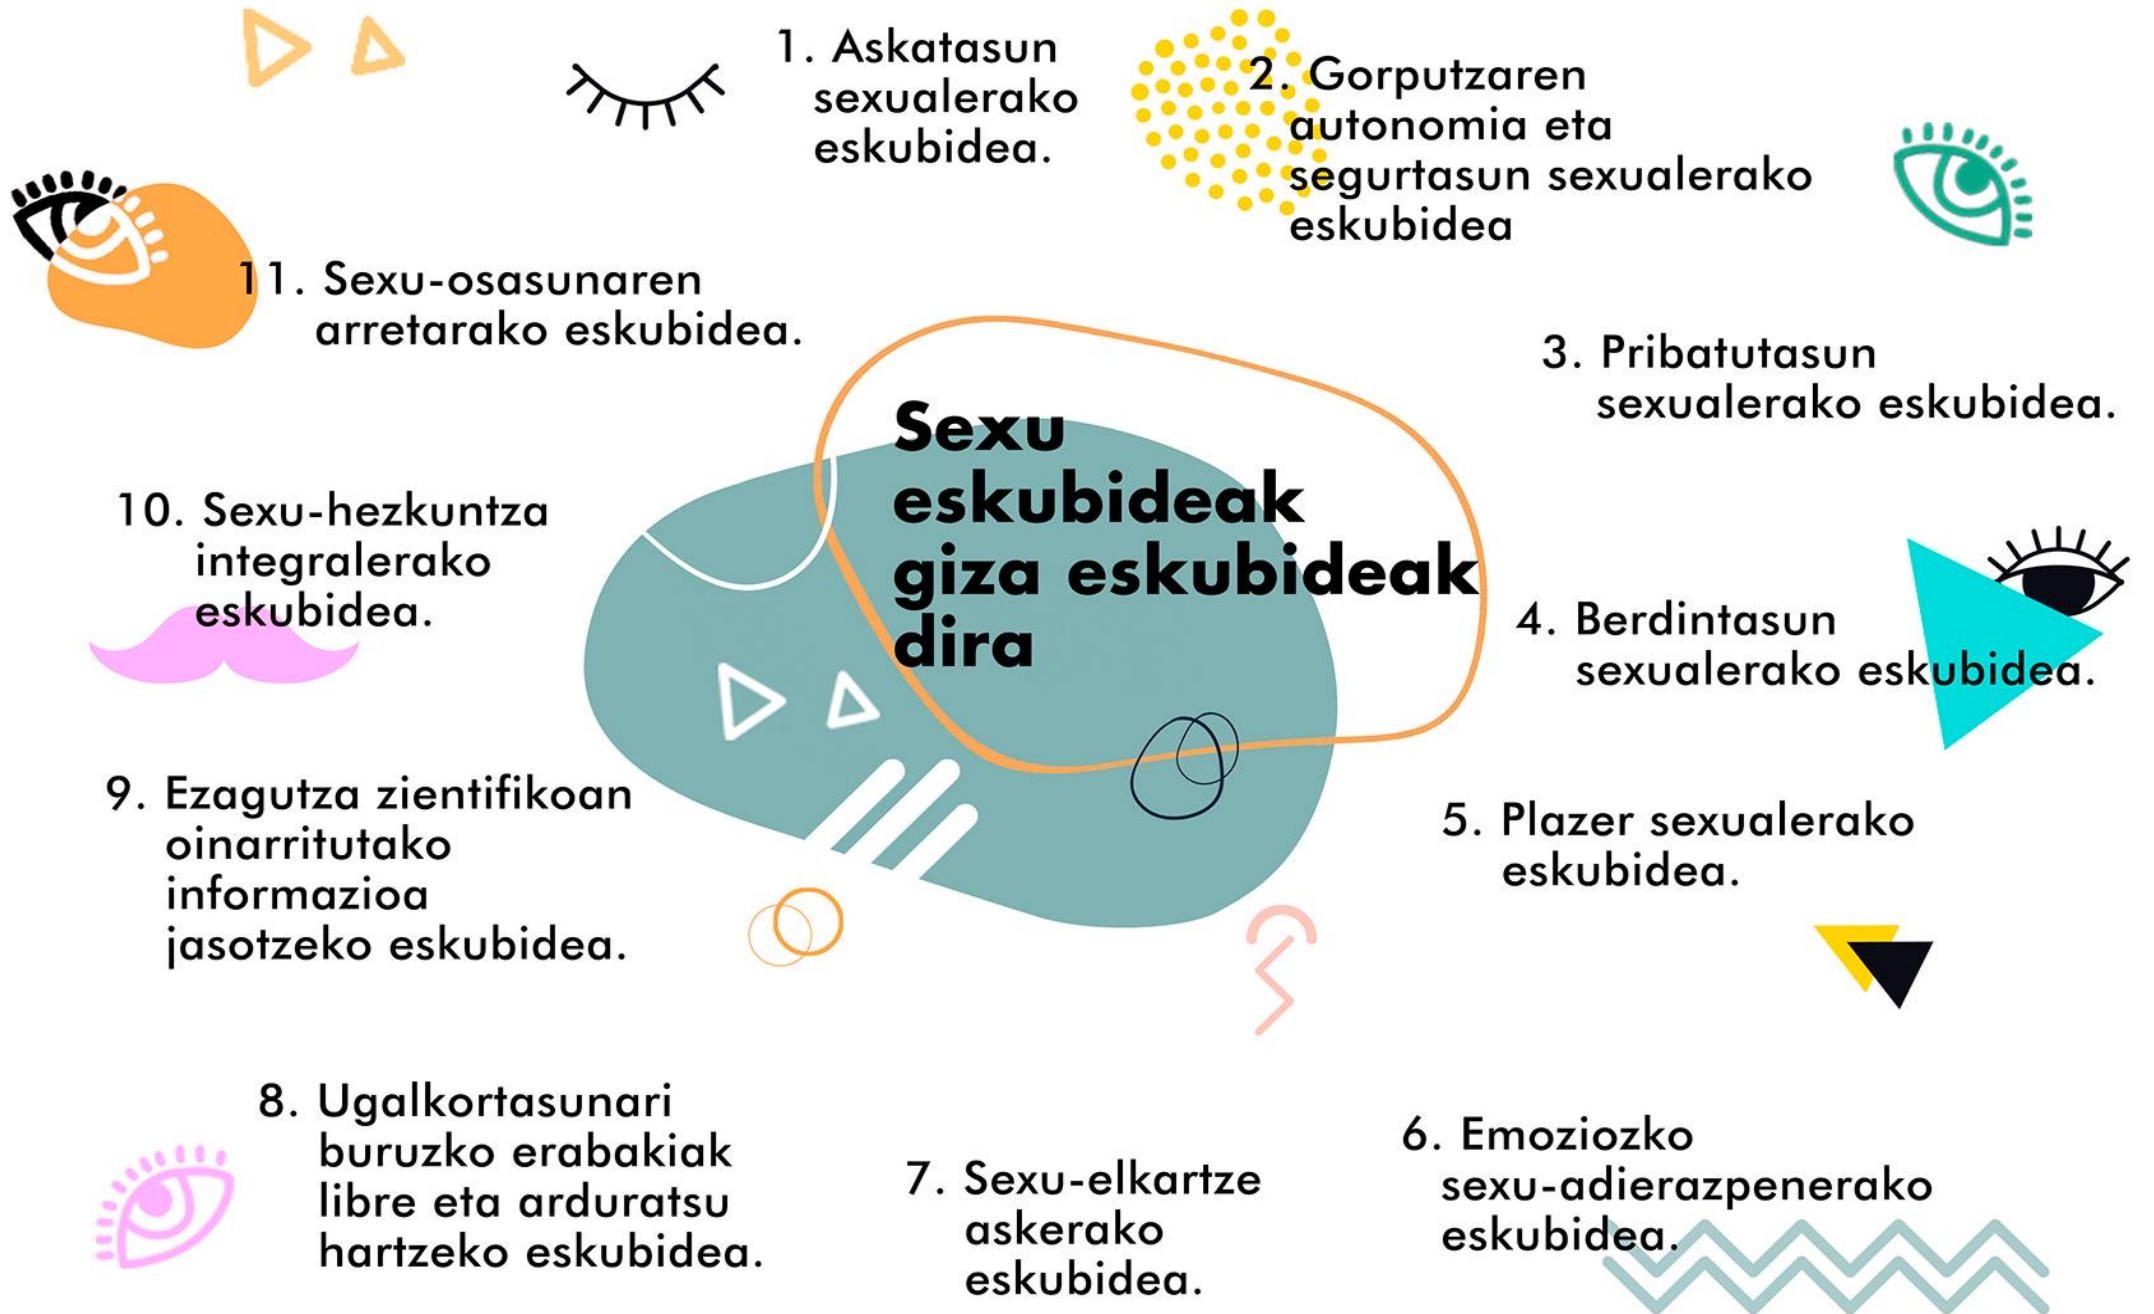 Sexu
eskubideak
giza eskubideak
dira
1. Askatasun
sexualerako
eskubidea.
2. Gorputzaren
autonomia eta
segurtasun sexualerako
eskubidea
3. Pribatutasun
sexualerako eskubidea.
4. Berdintasun
sexualerako eskubidea.
5. Plazer sexualerako
eskubidea.
6. Emoziozko
sexu-adierazpenerako
eskubidea.
7. Sexu-elkartze
askerako
eskubidea.
8. Ugalkortasunari
buruzko erabakiak
libre eta arduratsu
hartzeko eskubidea.
9. Ezagutza zientifikoan
oinarritutako
informazioa
jasotzeko eskubidea.
10. Sexu-hezkuntza
integralerako
eskubidea.
11. Sexu-osasunaren
arretarako eskubidea.